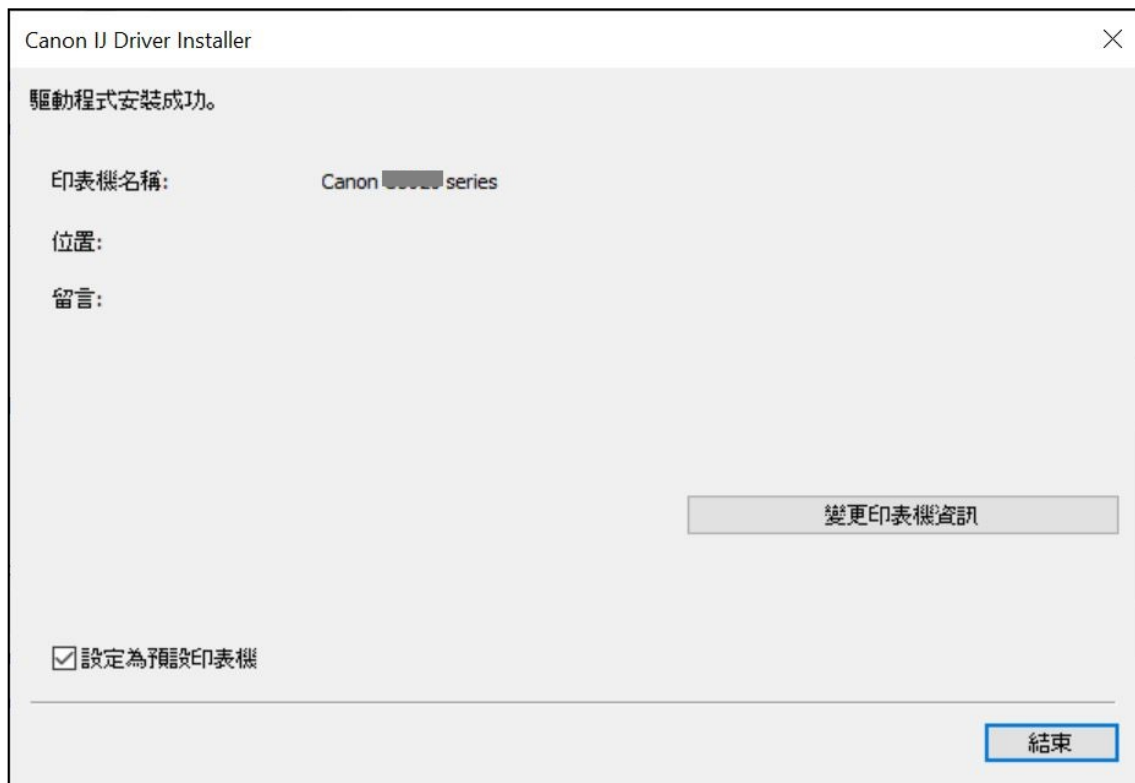 Canon IJ Driver Installer
驅動程式安裝成功。
印表機名稱: Canon series
位置:
留言:
變更印表機資訊
設定為預設印表機
結束